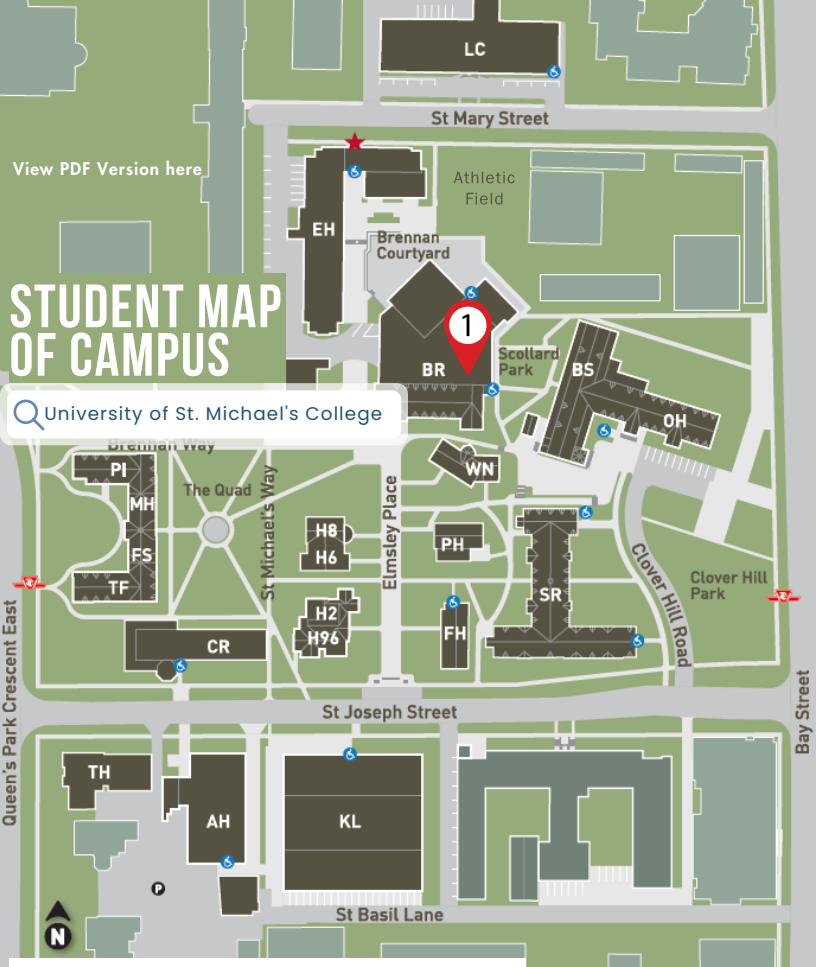 LC
St Mary Street
View PDF Version here
Athletic
Field
EH
Brennan
Courtyard
STUDENT MAP
OF CAMPUS
1
Scollard
Park
BR
BS
University of St. Michael's College
OH
Brennan Way
PI
WN
The Quad
MH
St Michael's Way
Elmsley Place
H8
PH
FS
H6
Clover Hill Road
Clover Hill
Park
TF
SR
H2
FH
H96
CR
Queen's Park Crescent East
St Joseph Street
Bay Street
TH
AH
KL
P
St Basil Lane
N